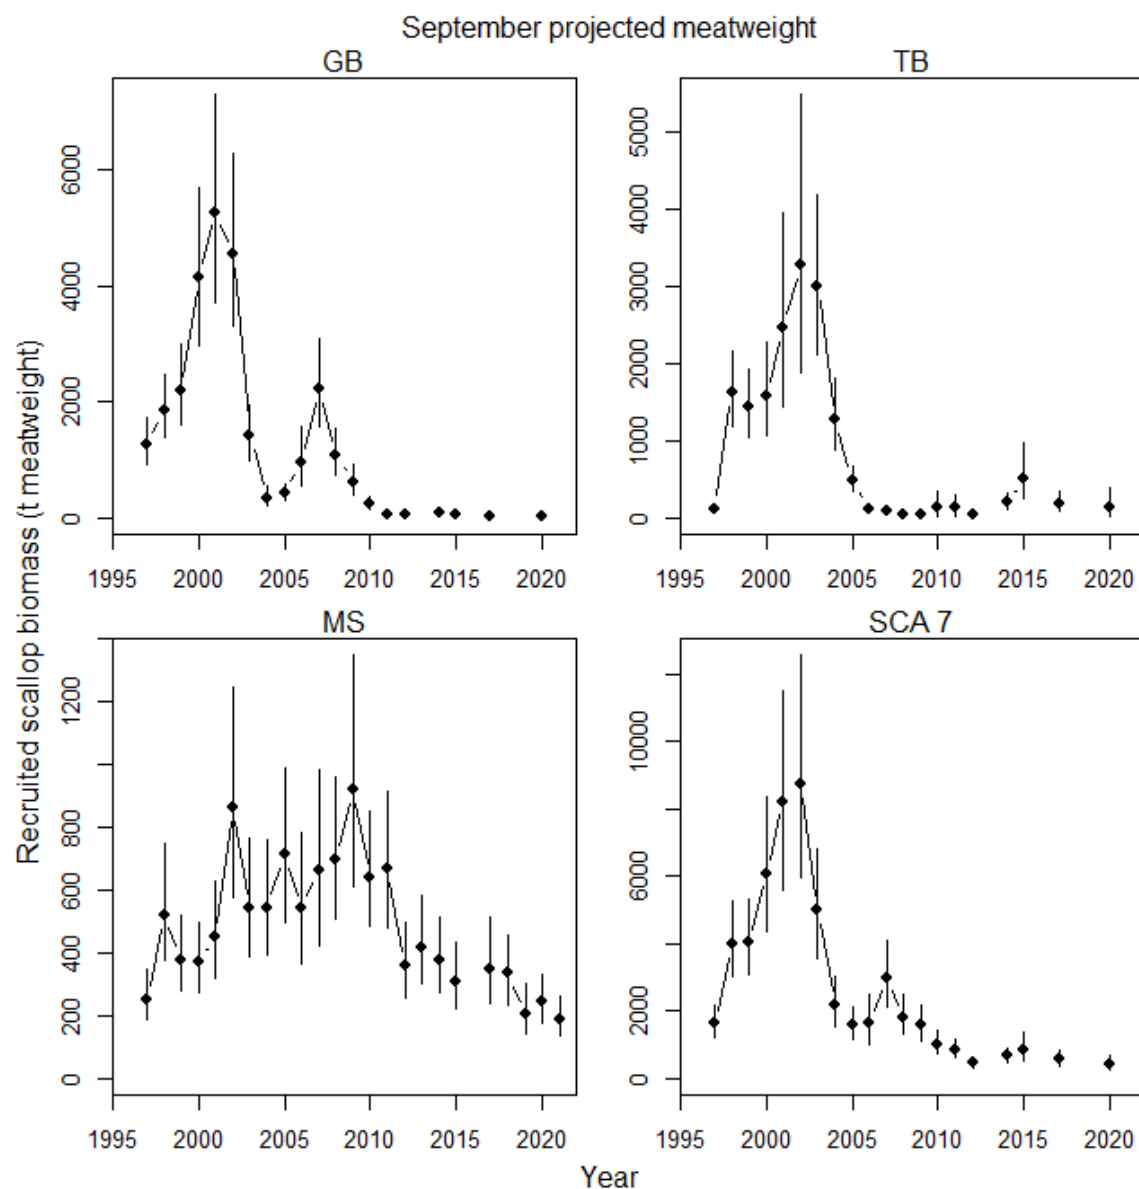 September projected meatweight
GB
TB
6000
4000
2000
0
5000
4000
3000
2000
1000
0
1995 2000 2005 2010 2015 2020
1995 2000 2005 2010 2015 2020
MS
SCA 7
1200
800
600
400
200
0
10000
6000
2000
0
1995 2000 2005 2010 2015 2020
1995 2000 2005 2010 2015 2020
Recruited scallop biomass (t meatweight)
Year